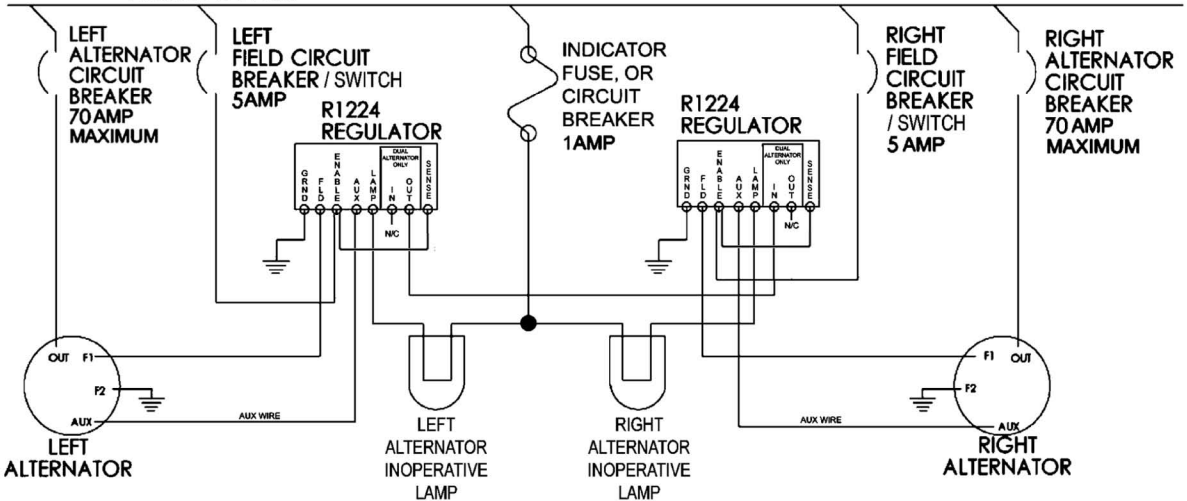 LEFT
ALTERNATOR
CIRCUIT
BREAKER
70 AMP
MAXIMUM
LEFT
FIELD CIRCUIT
BREAKER / SWITCH
5AMP
INDICATOR
FUSE, OR
CIRCUIT
BREAKER
1AMP
RIGHT
FIELD
CIRCUIT
BREAKER
/ SWITCH
5 AMP
RIGHT
ALTERNATOR
CIRCUIT
BREAKER
70 AMP
MAXIMUM
R1224
REGULATOR
DUAL
ALTERNATOR
ONLY
GRND
FLD
ENABLE
AUX
LAMP
IN
OUT
SENSE
N/C
R1224
REGULATOR
DUAL
ALTERNATOR
ONLY
GRND
FLD
ENABLE
AUX
LAMP
IN
OUT
SENSE
N/C
OUT F1
F2
AUX
AUX WIRE
LEFT
ALTERNATOR
LEFT
ALTERNATOR
INOPERATIVE
LAMP
RIGHT
ALTERNATOR
INOPERATIVE
LAMP
F1 OUT
F2
AUX
AUX WIRE
RIGHT
ALTERNATOR